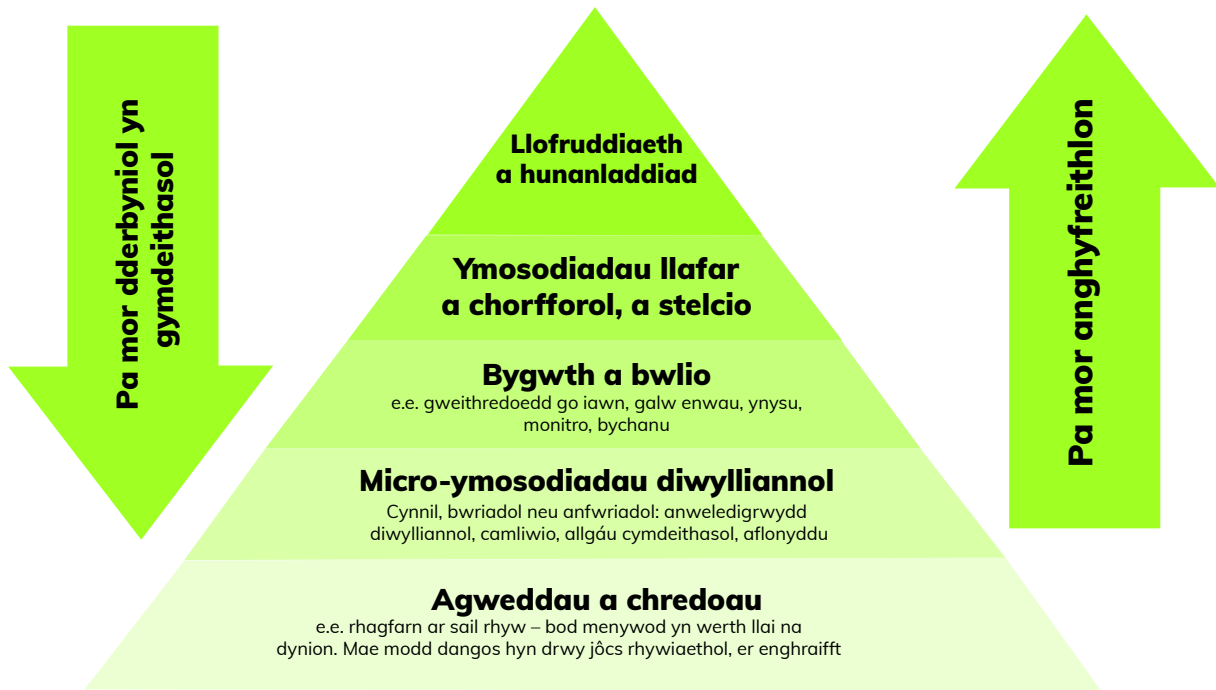 Pa mor dderbyniol yn
gymdeithasol
Llofruddiaeth
a hunanladdiad
Ymosodiadau llafar
a chorfforol, a stelcio
Bygwth a bwlio
e.e. gweithredoedd go iawn, galw enwau, ynysu,
monitro, bychanu
Micro-ymosodiadau diwylliannol
Cynnil, bwriadol neu anfwriadol: anweledigrwydd
diwylliannol, camliwio, allgáu cymdeithasol, aflonyddu
Agweddau a chredoau
e.e. rhagfarn ar sail rhyw – bod menywod yn werth llai na
dynion. Mae modd dangos hyn drwy jôcs rhywiaethol, er enghraifft
Pa mor anghyfreithlon